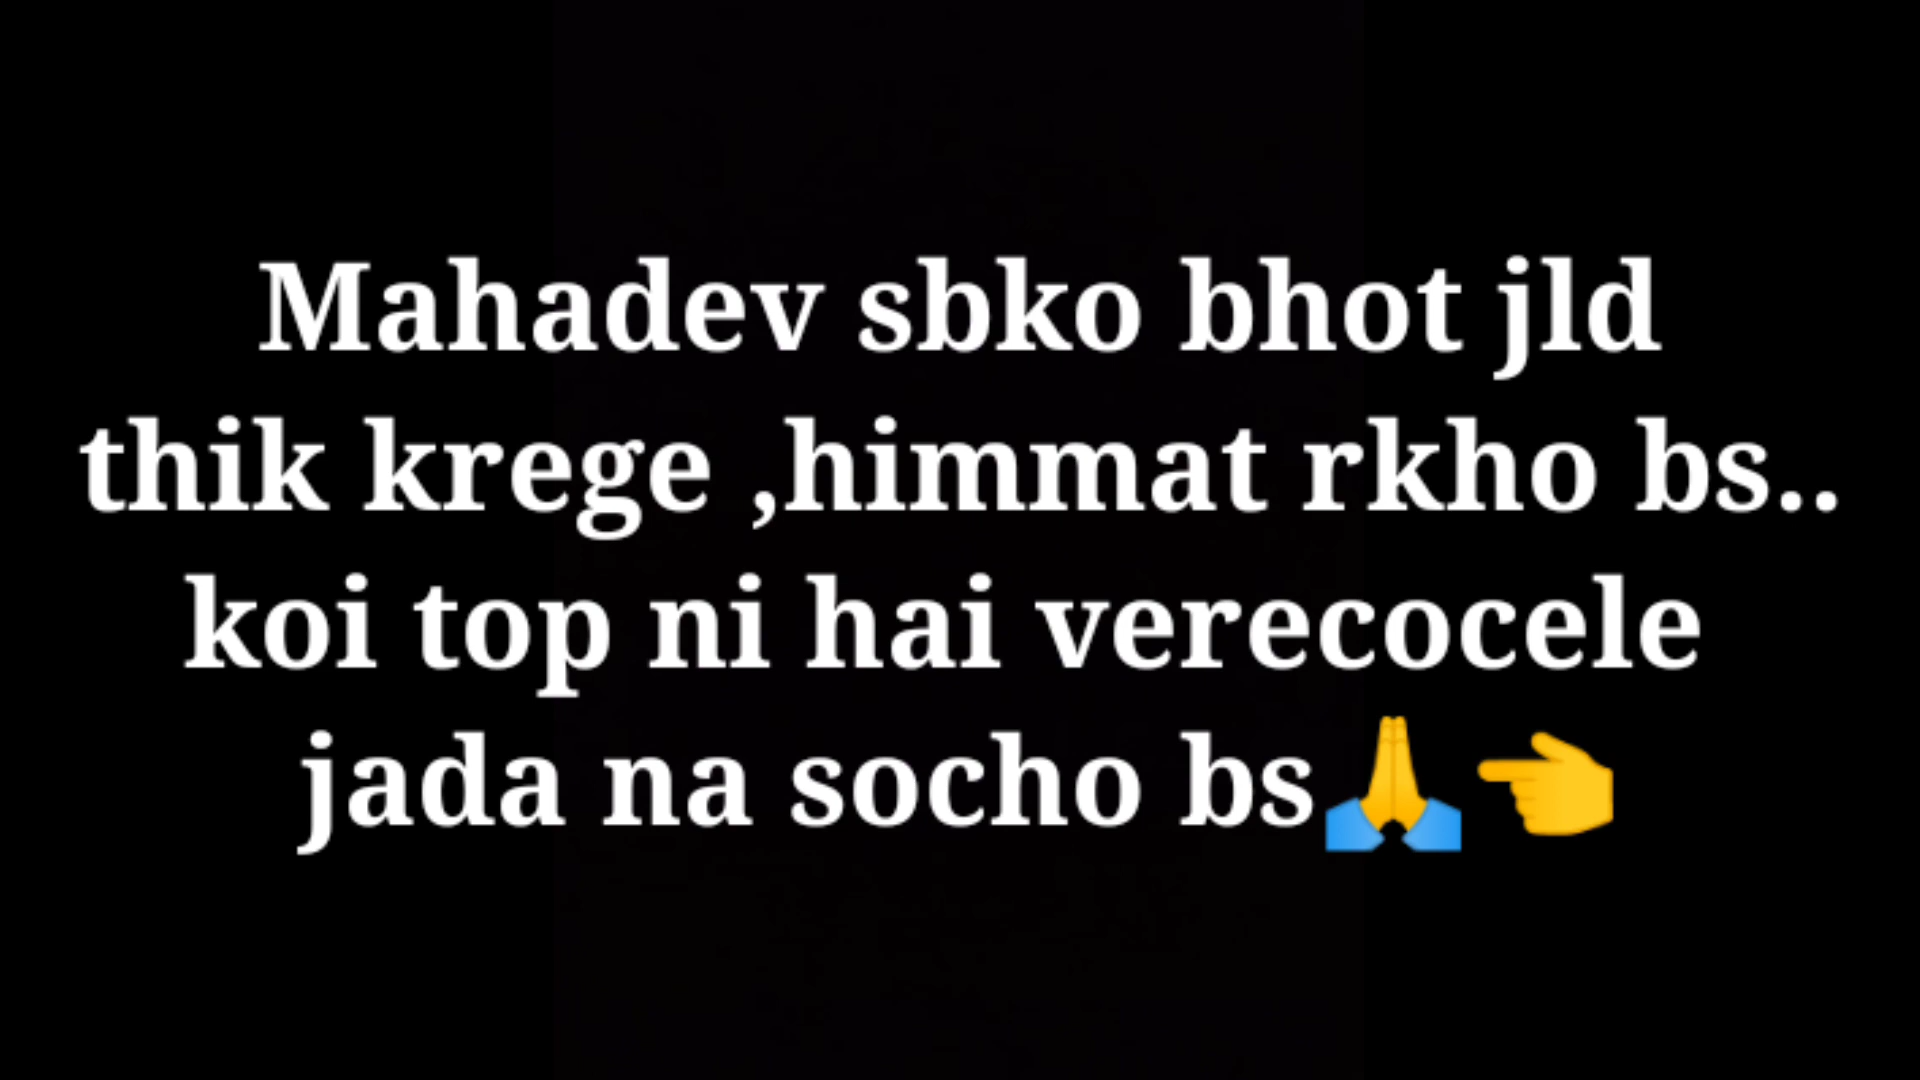 Mahadev sbko bhot jld
thik krege ,himmat rkho bs..
koi top ni hai verecocele
jada na socho bs🙏👈